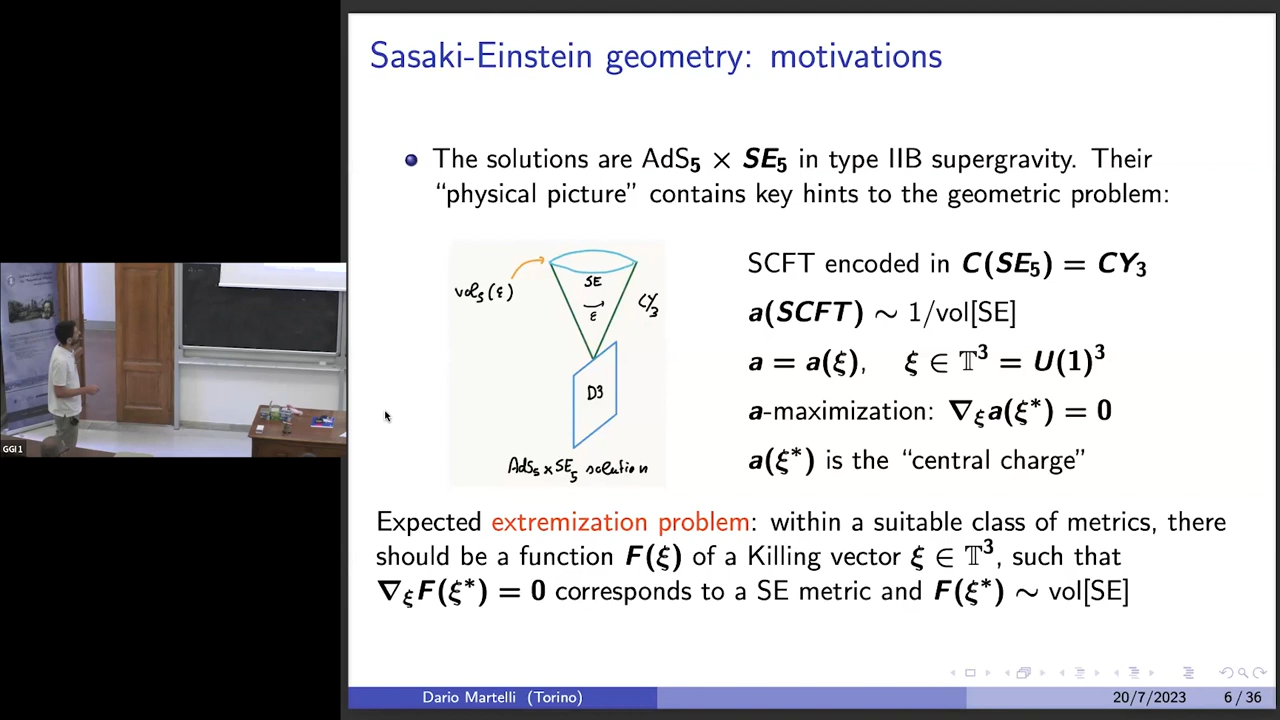 Sasaki-Einstein geometry: motivations
The solutions are AdS₅ × SE₅ in type IIB supergravity. Their
“physical picture” contains key hints to the geometric problem:
vol₅(ξ)
SE
ξ
CY₃
D3
AdS₅ × SE₅ solution
SCFT encoded in C(SE₅) = CY₃
a(SCFT) ∼ 1/vol[SE]
a = a(ξ), ξ ∈ 𝕋³ = U(1)³
a-maximization: ∇ξa(ξ*) = 0
a(ξ*) is the “central charge”
Expected extremization problem: within a suitable class of metrics, there
should be a function F(ξ) of a Killing vector ξ ∈ 𝕋³, such that
∇ξF(ξ*) = 0 corresponds to a SE metric and F(ξ*) ∼ vol[SE]
GGI 1
Dario Martelli (Torino)
20/7/2023
6 / 36